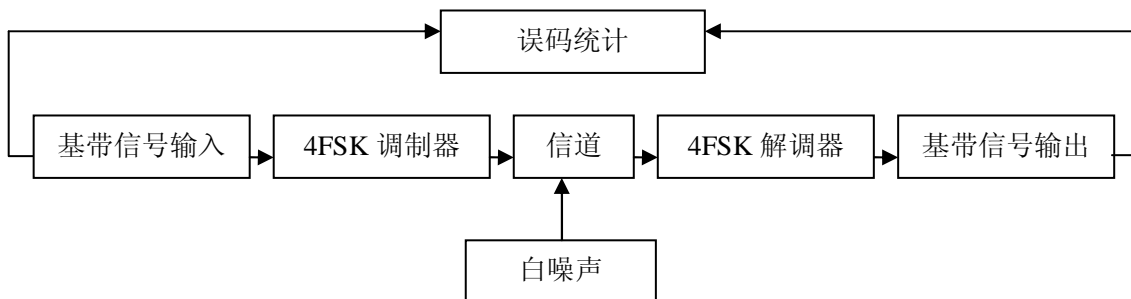 误码统计
基带信号输入
4FSK 调制器
信道
4FSK 解调器
基带信号输出
白噪声